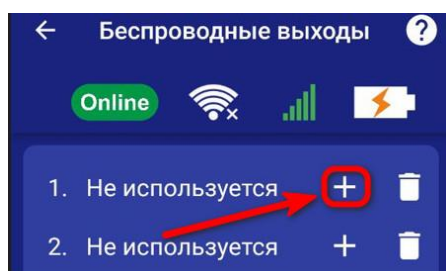 Беспроводные выходы ?
Online
1. Не используется
2. Не используется